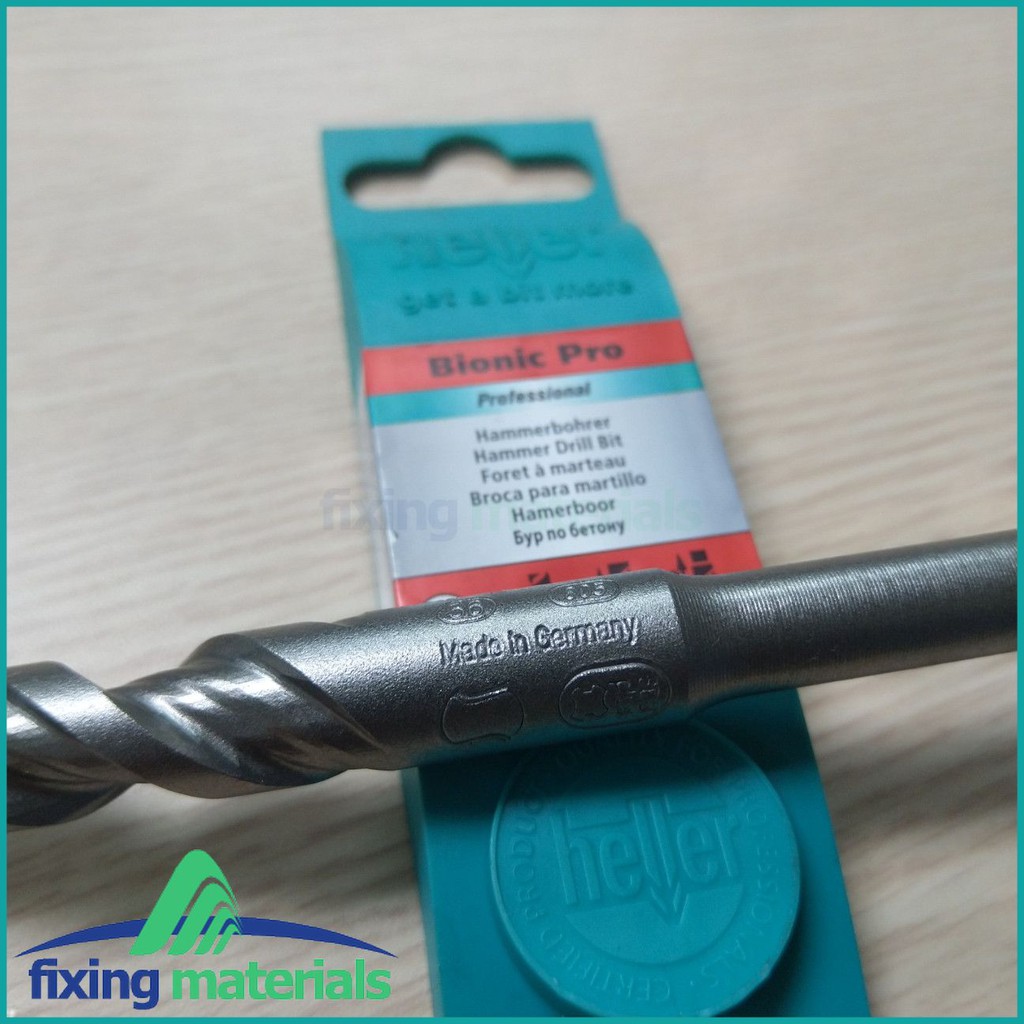 heller
get a bit more
Bionic Pro
Professional
Hammerbohrer
Hammer Drill Bit
Foret à marteau
Broca para martillo
Hamerboor
Бур по бетону
fixing materials
Made in Germany
heller
fixing materials